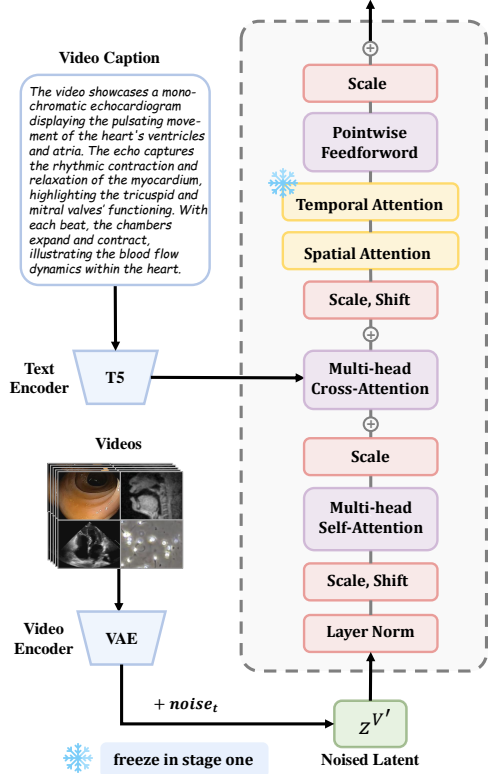 Video Caption
The video showcases a mono-
chromatic echocardiogram
displaying the pulsating move-
ment of the heart's ventricles
and atria. The echo captures
the rhythmic contraction and
relaxation of the myocardium,
highlighting the tricuspid and
mitral valves' functioning. With
each beat, the chambers
expand and contract,
illustrating the blood flow
dynamics within the heart.
Text
Encoder
T5
Videos
Video
Encoder
VAE
+ noise_t
z^{V'}
Noised Latent
freeze in stage one
Scale
Pointwise
Feedforword
Temporal Attention
Spatial Attention
Scale, Shift
Multi-head
Cross-Attention
Scale
Multi-head
Self-Attention
Scale, Shift
Layer Norm